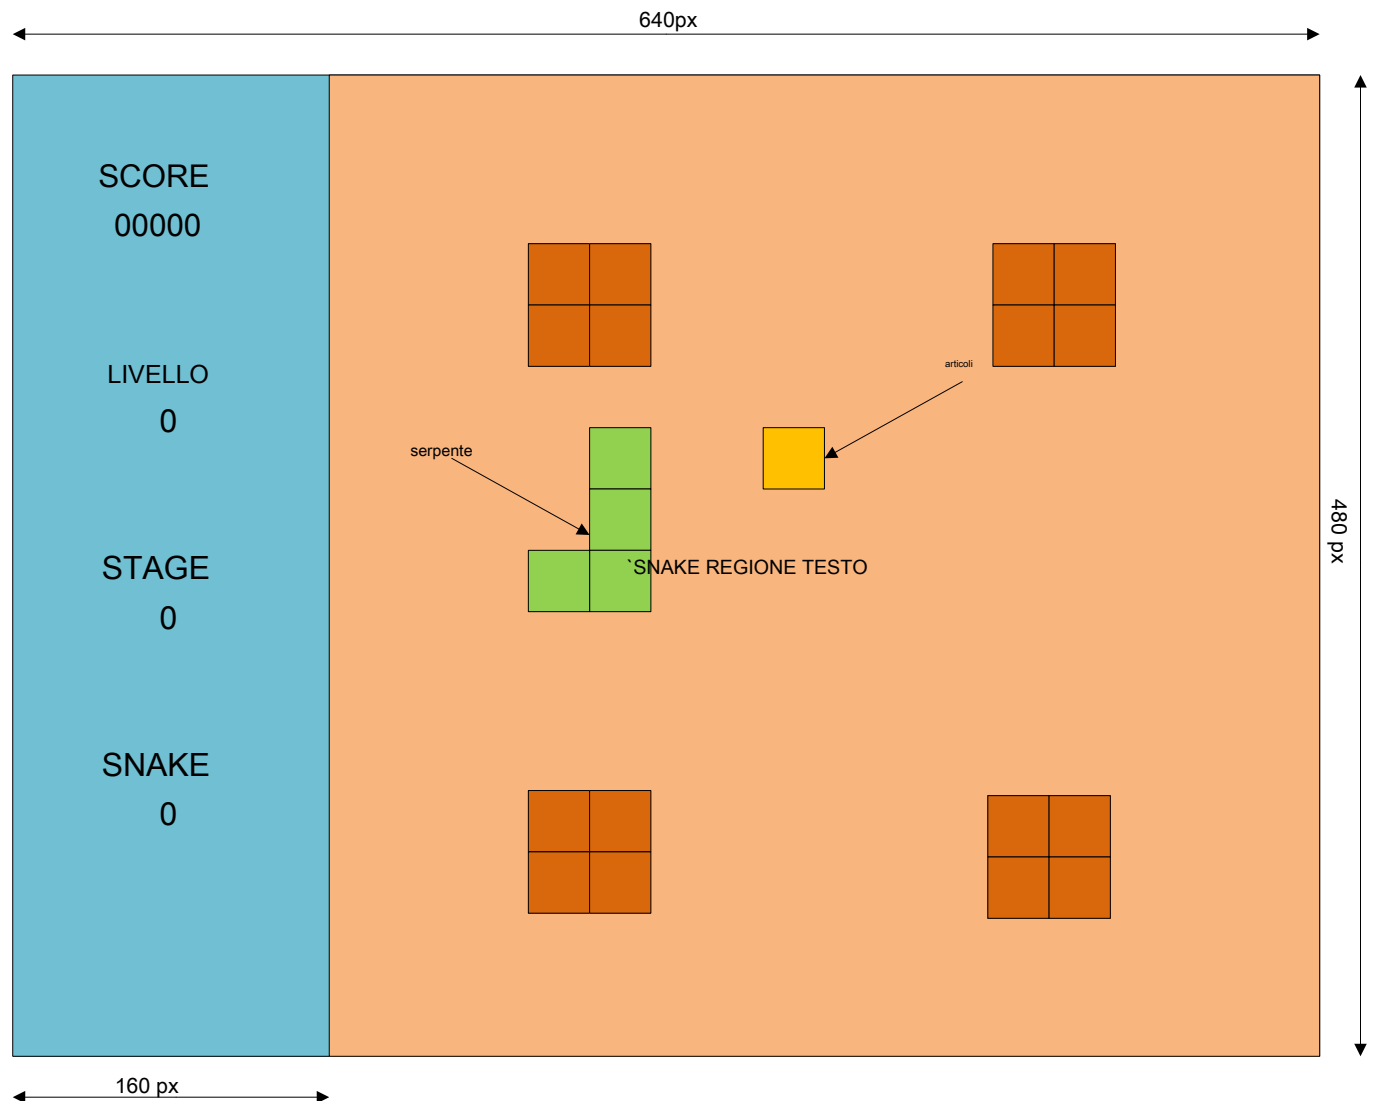 640px
SCORE
00000
LIVELLO
0
articoli
serpente
480 px
STAGE
0
`SNAKE REGIONE TESTO
SNAKE
0
160 px